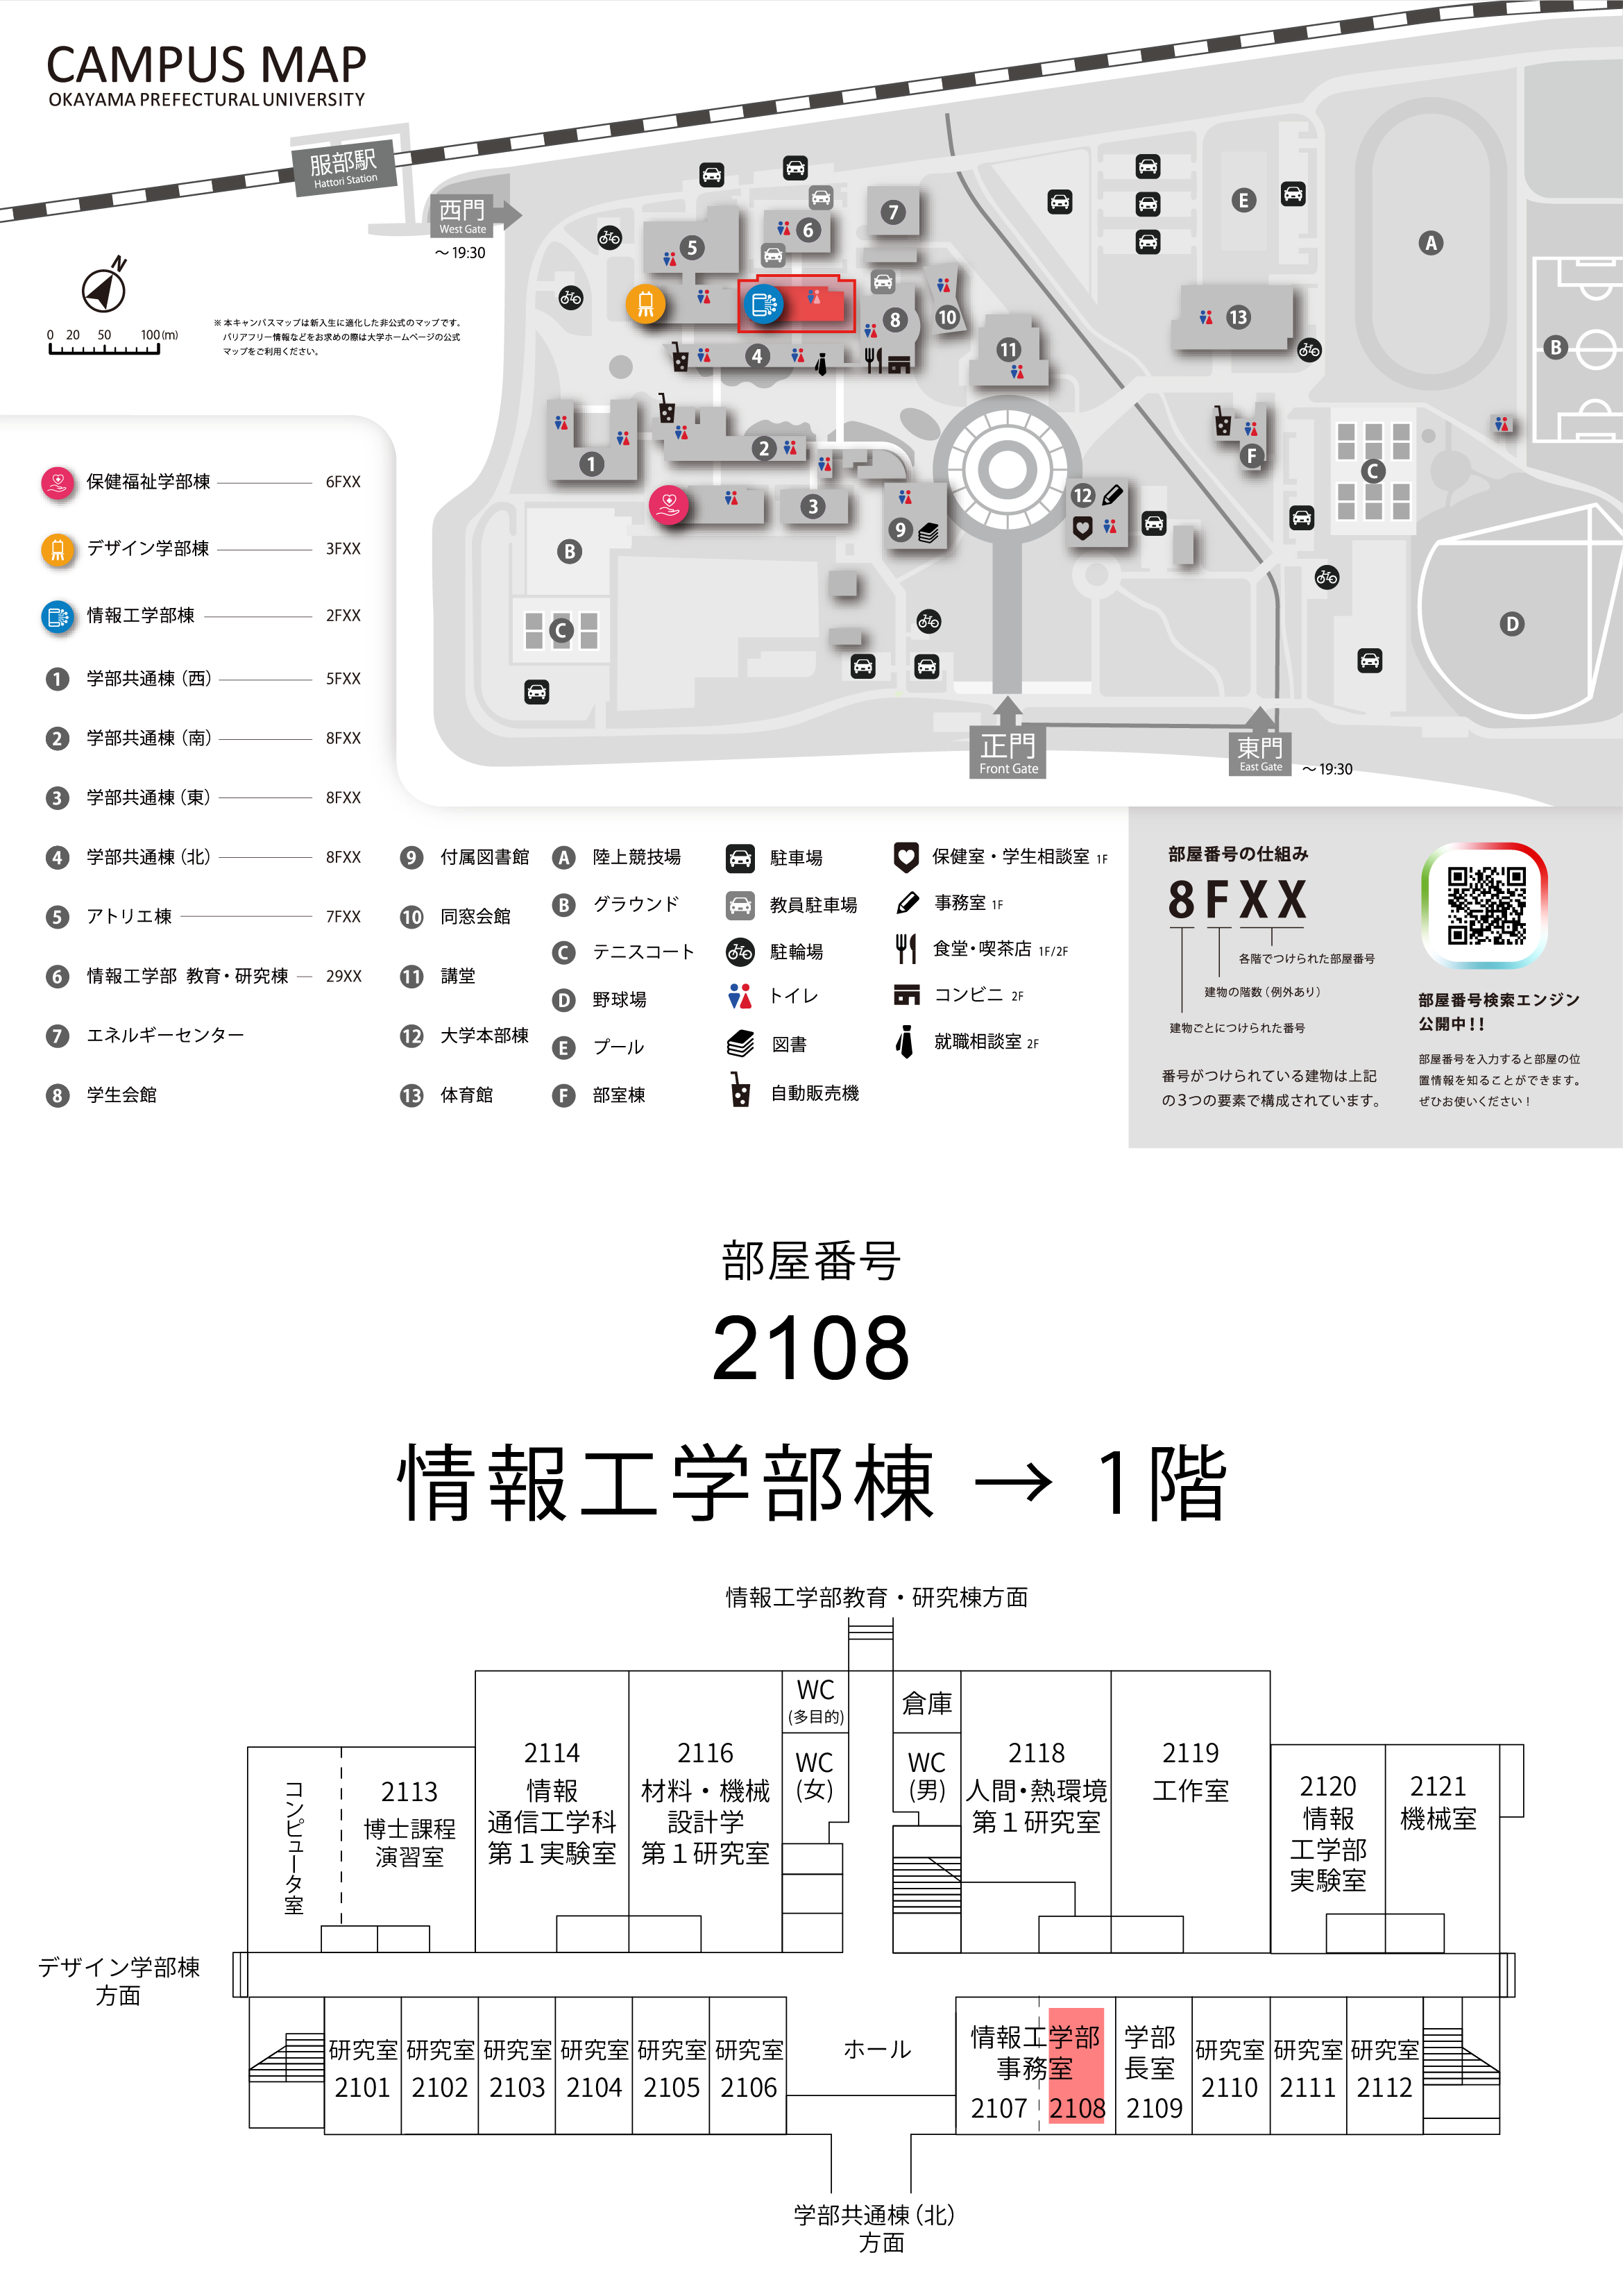 CAMPUS MAP
OKAYAMA PREFECTURAL UNIVERSITY
服部駅
Hattori Station
西門
West Gate
～19:30
N
0 20 50 100(m)
※本キャンパスマップは新入生に適化した非公式のマップです。
バリアフリー情報などをお求めの際は大学ホームページの公式
マップをご利用ください。
7
6
5
E
A
8
10
13
11
4
B
2
1
F
C
12
3
9
B
C
D
正門
Front Gate
東門
East Gate
～19:30
保健福祉学部棟 6FXX
デザイン学部棟 3FXX
情報工学部棟 2FXX
1 学部共通棟（西） 5FXX
2 学部共通棟（南） 8FXX
3 学部共通棟（東） 8FXX
4 学部共通棟（北） 8FXX
5 アトリエ棟 7FXX
6 情報工学部 教育・研究棟 29XX
7 エネルギーセンター
8 学生会館
9 付属図書館
10 同窓会館
11 講堂
12 大学本部棟
13 体育館
A 陸上競技場
B グラウンド
C テニスコート
D 野球場
E プール
F 部室棟
駐車場
教員駐車場
駐輪場
トイレ
図書
自動販売機
保健室・学生相談室 1F
事務室 1F
食堂・喫茶店 1F/2F
コンビニ 2F
就職相談室 2F
部屋番号の仕組み
8FXX
各階でつけられた部屋番号
建物の階数（例外あり）
建物ごとにつけられた番号
番号がつけられている建物は上記
の３つの要素で構成されています。
部屋番号検索エンジン
公開中！！
部屋番号を入力すると部屋の位
置情報を知ることができます。
ぜひお使いください！
部屋番号
2108
情報工学部棟 → 1階
情報工学部教育・研究棟方面
コンピュータ室
2113
博士課程
演習室
2114
情報
通信工学科
第１実験室
2116
材料・機械
設計学
第１研究室
WC
(多目的)
WC
(女)
倉庫
WC
(男)
2118
人間・熱環境
第１研究室
2119
工作室
2120
情報
工学部
実験室
2121
機械室
デザイン学部棟
方面
研究室
2101
研究室
2102
研究室
2103
研究室
2104
研究室
2105
研究室
2106
ホール
情報工学部
事務室
2107 2108
学部
長室
2109
研究室
2110
研究室
2111
研究室
2112
学部共通棟（北）
方面